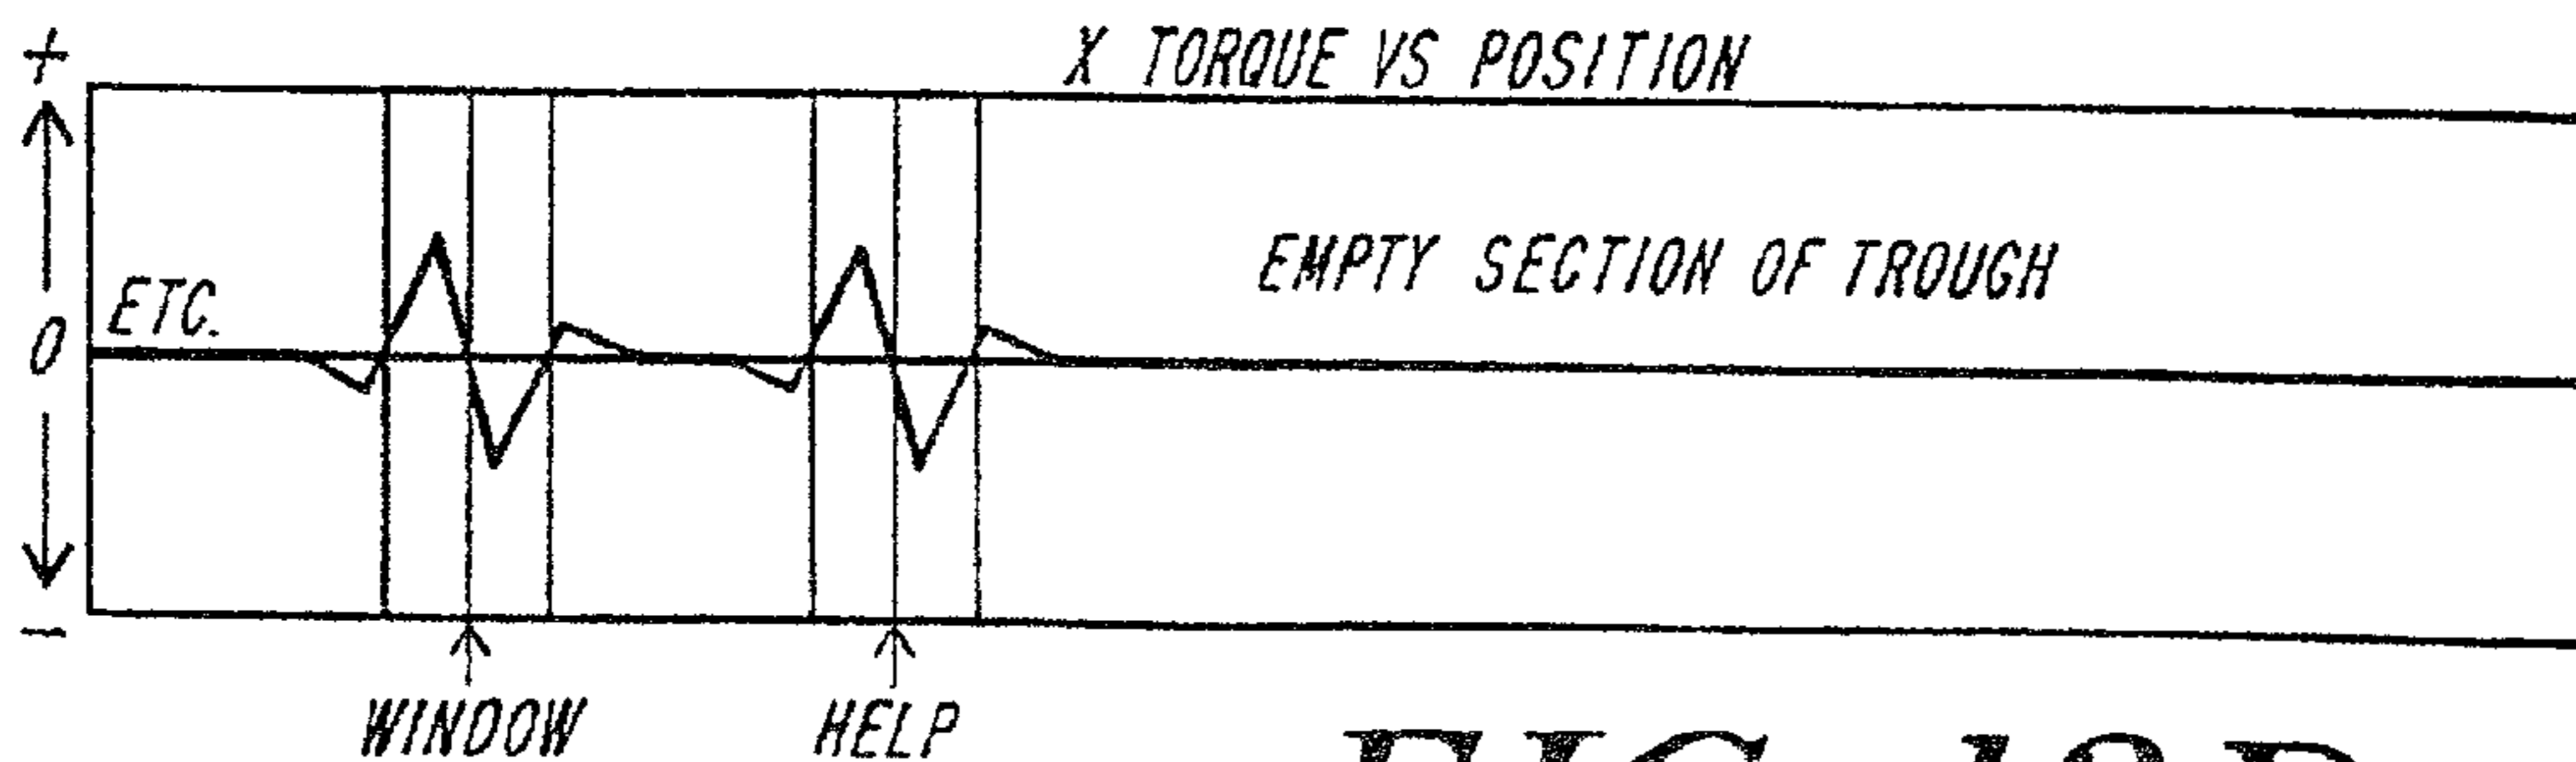 +
X TORQUE VS POSITION
EMPTY SECTION OF TROUGH
ETC.
0
-
WINDOW HELP